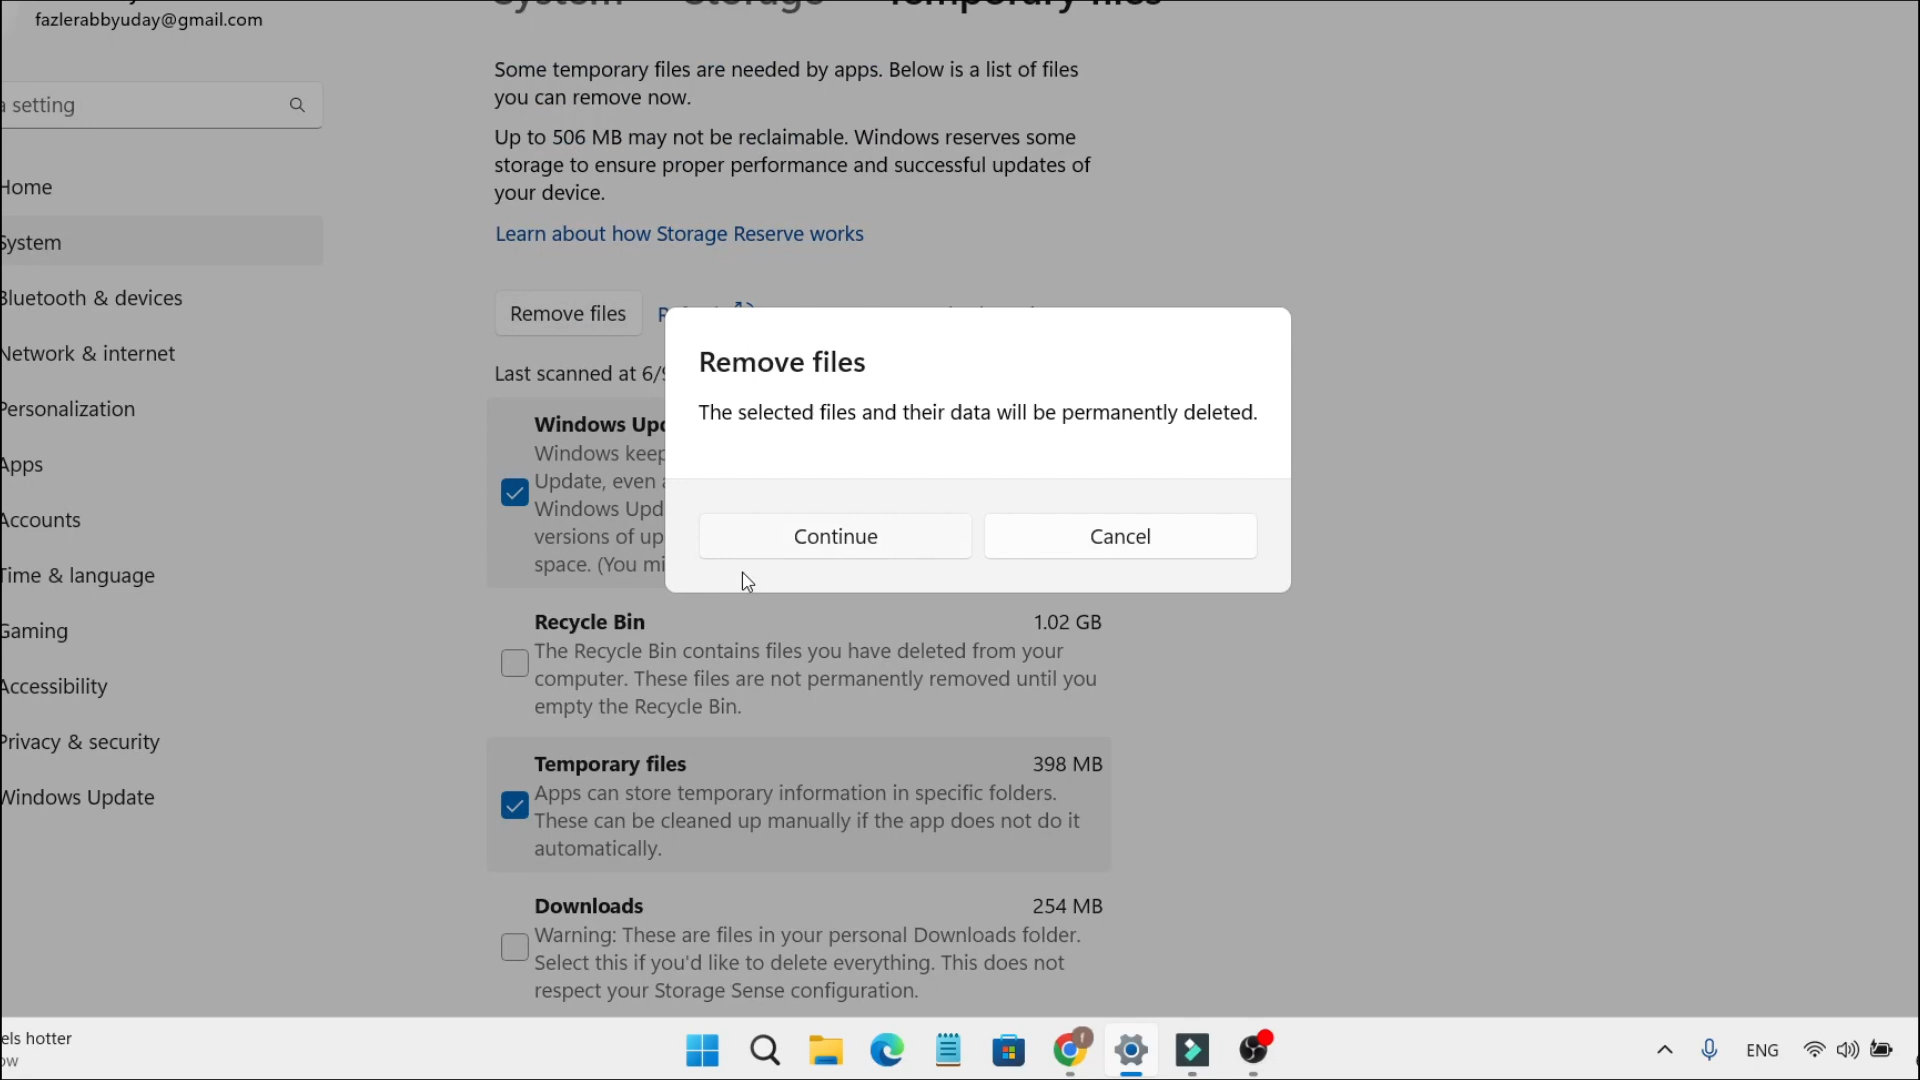 fazlerabbyuday@gmail.com
a setting
Home
System
Bluetooth & devices
Network & internet
Personalization
Apps
Accounts
Time & language
Gaming
Accessibility
Privacy & security
Windows Update
System Storage Temporary files
Some temporary files are needed by apps. Below is a list of files
you can remove now.
Up to 506 MB may not be reclaimable. Windows reserves some
storage to ensure proper performance and successful updates of
your device.
Learn about how Storage Reserve works
Remove files
Last scanned at 6/9
Windows Upd
Windows keep
Update, even a
Windows Upd
versions of up
space. (You mi
Remove files
The selected files and their data will be permanently deleted.
Continue
Cancel
Recycle Bin 1.02 GB
The Recycle Bin contains files you have deleted from your
computer. These files are not permanently removed until you
empty the Recycle Bin.
Temporary files 398 MB
Apps can store temporary information in specific folders.
These can be cleaned up manually if the app does not do it
automatically.
Downloads 254 MB
Warning: These are files in your personal Downloads folder.
Select this if you'd like to delete everything. This does not
respect your Storage Sense configuration.
els hotter
ow
f
ENG